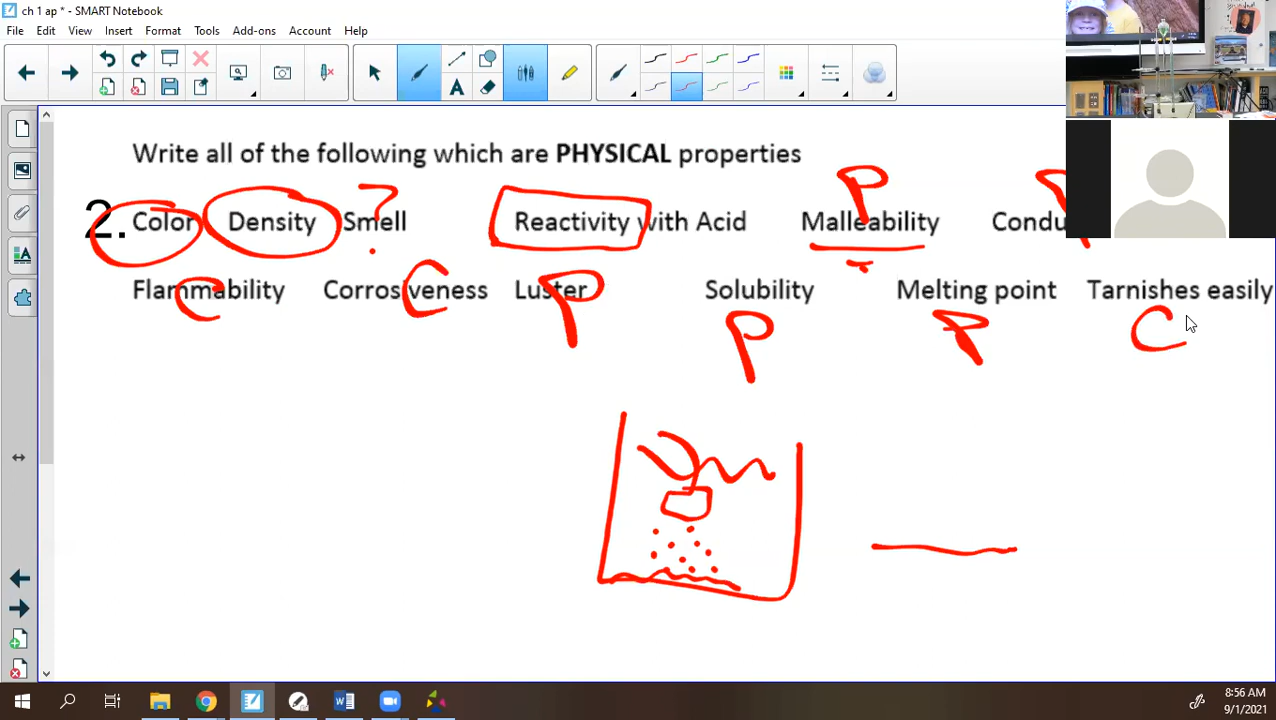 ch 1 ap * - SMART Notebook
File Edit View Insert Format Tools Add-ons Account Help
Write all of the following which are PHYSICAL properties
P P
2. Color Density Smell Reactivity with Acid Malleability Condu
?
Flammability Corrosiveness Luster Solubility Melting point Tarnishes easily
C C P P P C
8:56 AM
9/1/2021